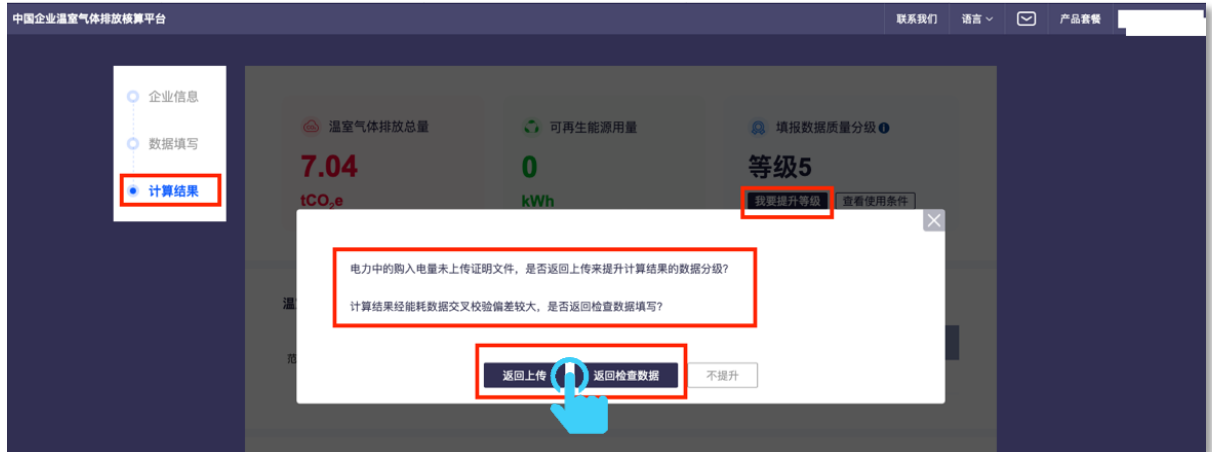 中国企业温室气体排放核算平台 联系我们 语言 产品套餐
企业信息
数据填写
计算结果
温室气体排放总量 可再生能源用量 填报数据质量分级
7.04 0 等级5
tCO₂e kWh 我要提升等级 查看使用条件
电力中的购入电量未上传证明文件，是否返回上传来提升计算结果的数据分级?
计算结果经能耗数据交叉校验偏差较大，是否返回检查数据填写?
温
范
返回上传 返回检查数据 不提升